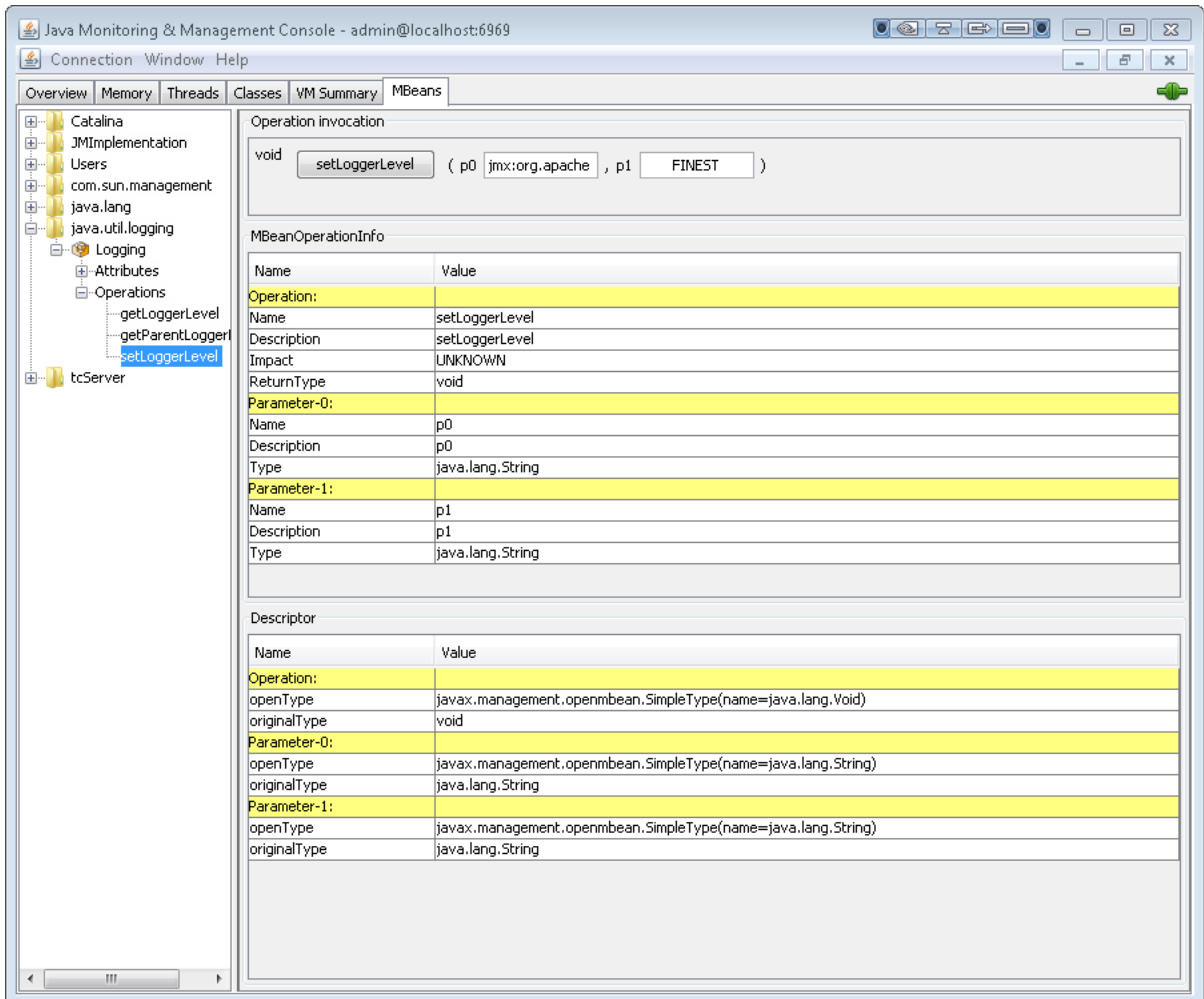 Java Monitoring & Management Console - admin@localhost:6969
Connection Window Help
Overview Memory Threads Classes VM Summary MBeans
Catalina
JMImplementation
Users
com.sun.management
java.lang
java.util.logging
Logging
Attributes
Operations
getLoggerLevel
getParentLoggerl
setLoggerLevel
tcServer
Operation invocation
void setLoggerLevel ( p0 jmx:org.apache , p1 FINEST )
MBeanOperationInfo
Name Value
Operation:
Name setLoggerLevel
Description setLoggerLevel
Impact UNKNOWN
ReturnType void
Parameter-0:
Name p0
Description p0
Type java.lang.String
Parameter-1:
Name p1
Description p1
Type java.lang.String
Descriptor
Name Value
Operation:
openType javax.management.openmbean.SimpleType(name=java.lang.Void)
originalType void
Parameter-0:
openType javax.management.openmbean.SimpleType(name=java.lang.String)
originalType java.lang.String
Parameter-1:
openType javax.management.openmbean.SimpleType(name=java.lang.String)
originalType java.lang.String